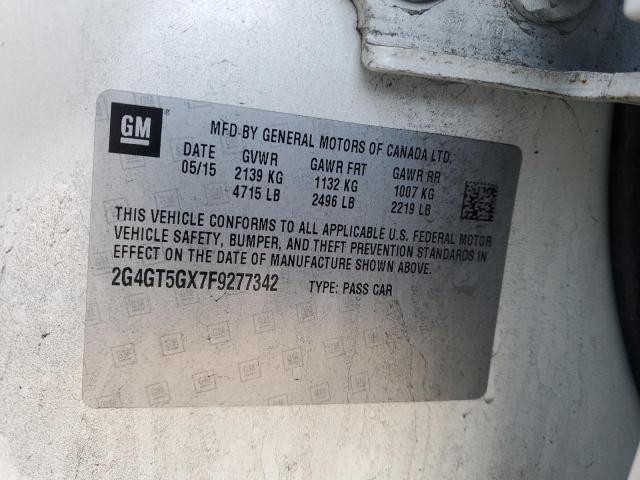 GM
®
MFD BY GENERAL MOTORS OF CANADA LTD.
DATE GVWR GAWR FRT GAWR RR
05/15 2139 KG 1132 KG 1007 KG
4715 LB 2496 LB 2219 LB
THIS VEHICLE CONFORMS TO ALL APPLICABLE U.S. FEDERAL MOTOR
VEHICLE SAFETY, BUMPER, AND THEFT PREVENTION STANDARDS IN
EFFECT ON THE DATE OF MANUFACTURE SHOWN ABOVE.
2G4GT5GX7F9277342 TYPE: PASS CAR